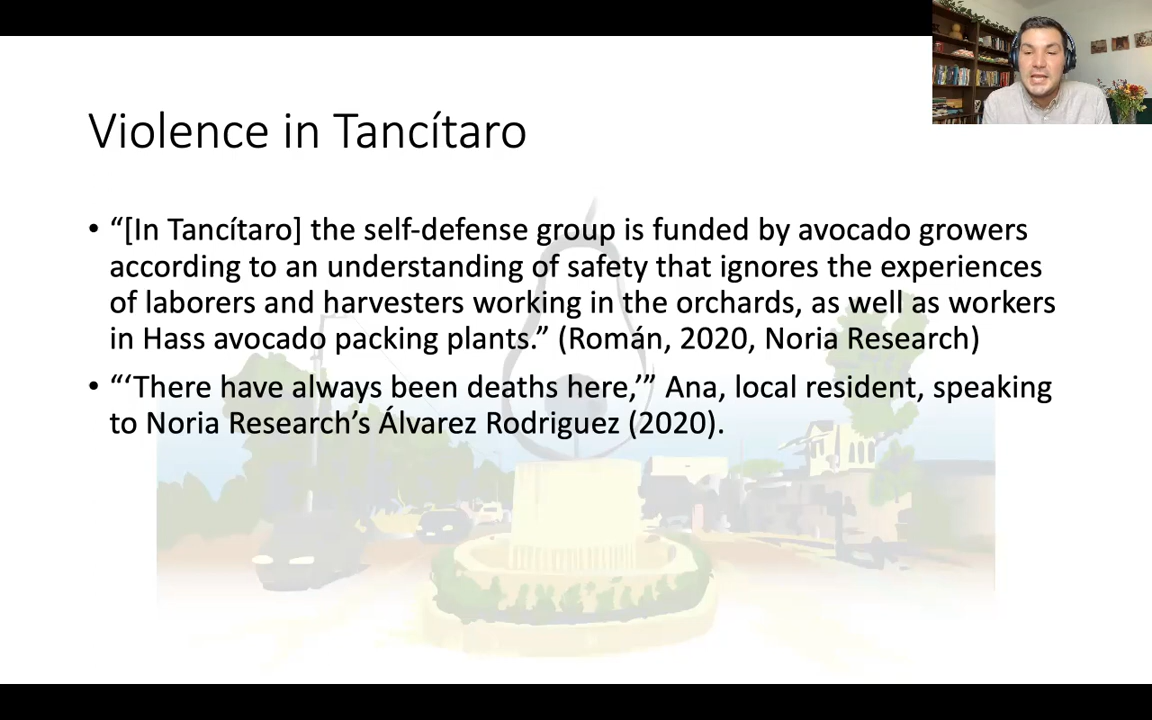 Violence in Tancítaro
• “[In Tancítaro] the self-defense group is funded by avocado growers
according to an understanding of safety that ignores the experiences
of laborers and harvesters working in the orchards, as well as workers
in Hass avocado packing plants.” (Román, 2020, Noria Research)
• “‘There have always been deaths here,’” Ana, local resident, speaking
to Noria Research’s Álvarez Rodriguez (2020).